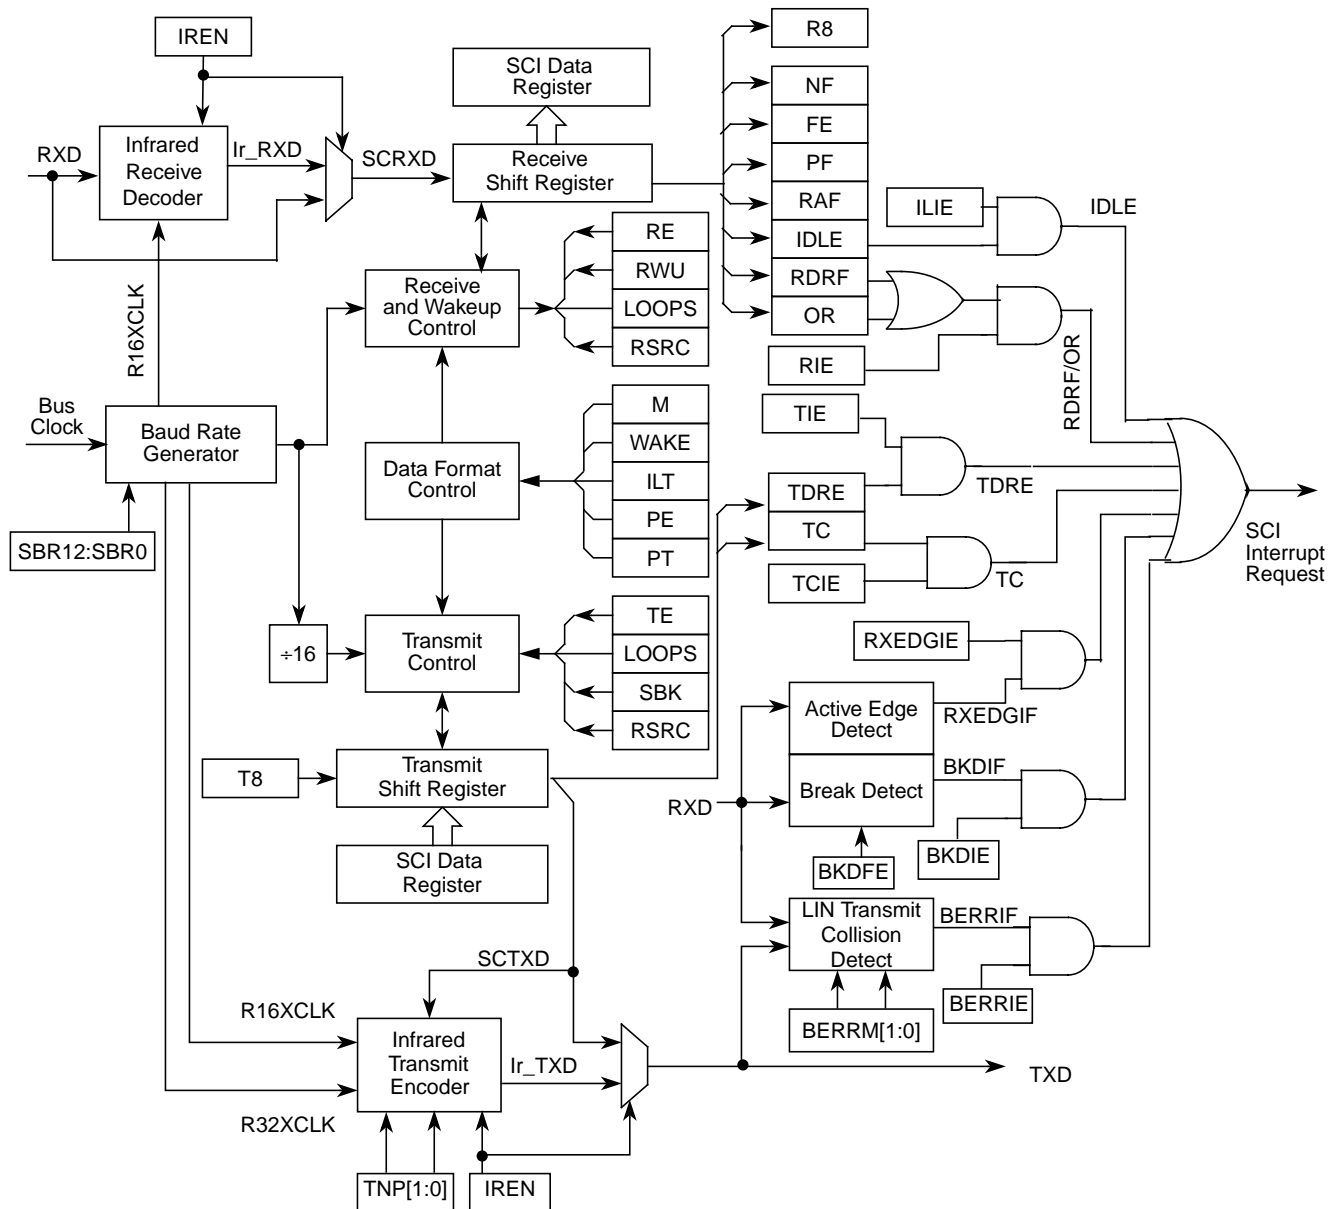 IREN
SCI Data
Register
R8
NF
FE
PF
RAF
IDLE
RDRF
OR
RXD
Infrared
Receive
Decoder
Ir_RXD
SCRXD
Receive
Shift Register
ILIE
IDLE
R16XCLK
Receive
and Wakeup
Control
RE
RWU
LOOPS
RSRC
RIE
RDRF/OR
TIE
Bus
Clock
Baud Rate
Generator
Data Format
Control
M
WAKE
ILT
PE
PT
TDRE
TC
TCIE
TDRE
TC
SCI
Interrupt
Request
SBR12:SBR0
÷16
Transmit
Control
TE
LOOPS
SBK
RSRC
RXEDGIE
Active Edge
Detect
RXEDGIF
T8
Transmit
Shift Register
RXD
Break Detect
BKDIF
BKDIE
BKDFE
SCI Data
Register
LIN Transmit
Collision
Detect
BERRIF
BERRIE
BERRM[1:0]
SCTXD
R16XCLK
Infrared
Transmit
Encoder
Ir_TXD
TXD
R32XCLK
TNP[1:0]
IREN